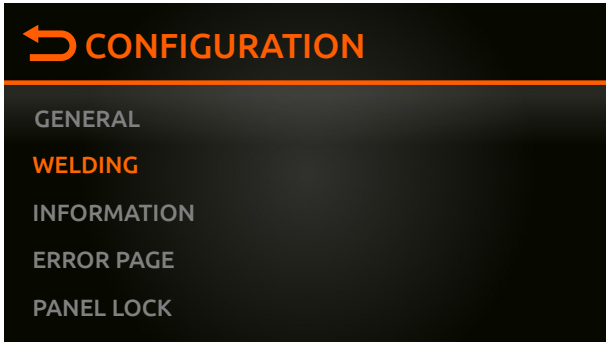 CONFIGURATION
GENERAL
WELDING
INFORMATION
ERROR PAGE
PANEL LOCK